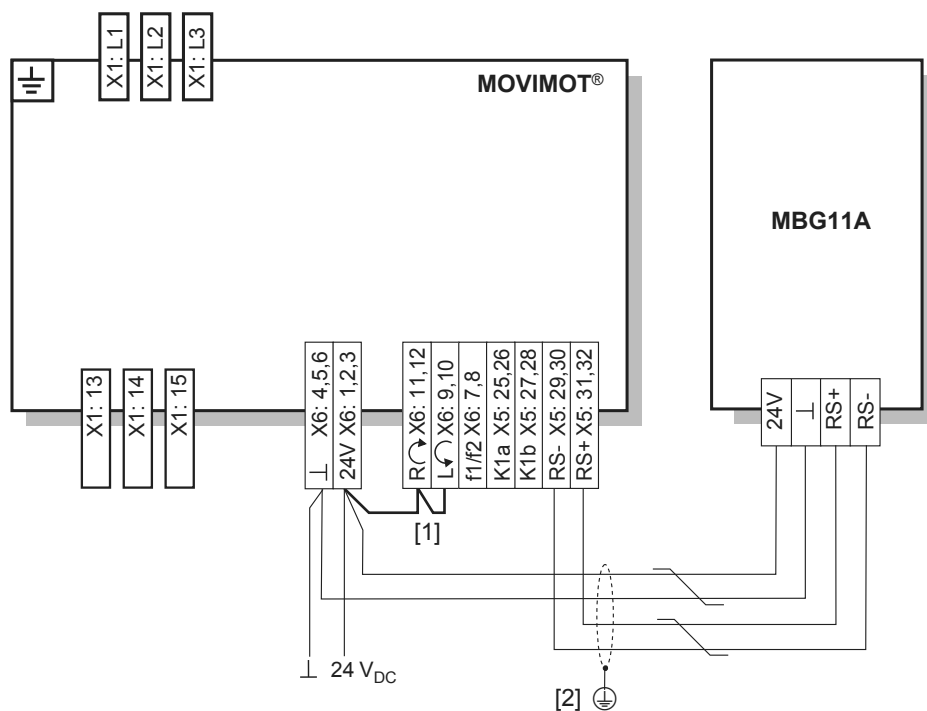 X1: L1
X1: L2
X1: L3
MOVIMOT®
MBG11A
X1: 13
X1: 14
X1: 15
⊥ X6: 4,5,6
24V X6: 1,2,3
R X6: 11,12
L X6: 9,10
f1/f2 X6: 7,8
K1a X5: 25,26
K1b X5: 27,28
RS- X5: 29,30
RS+ X5: 31,32
24V
⊥
RS+
RS-
[1]
⊥ 24 VDC
[2]